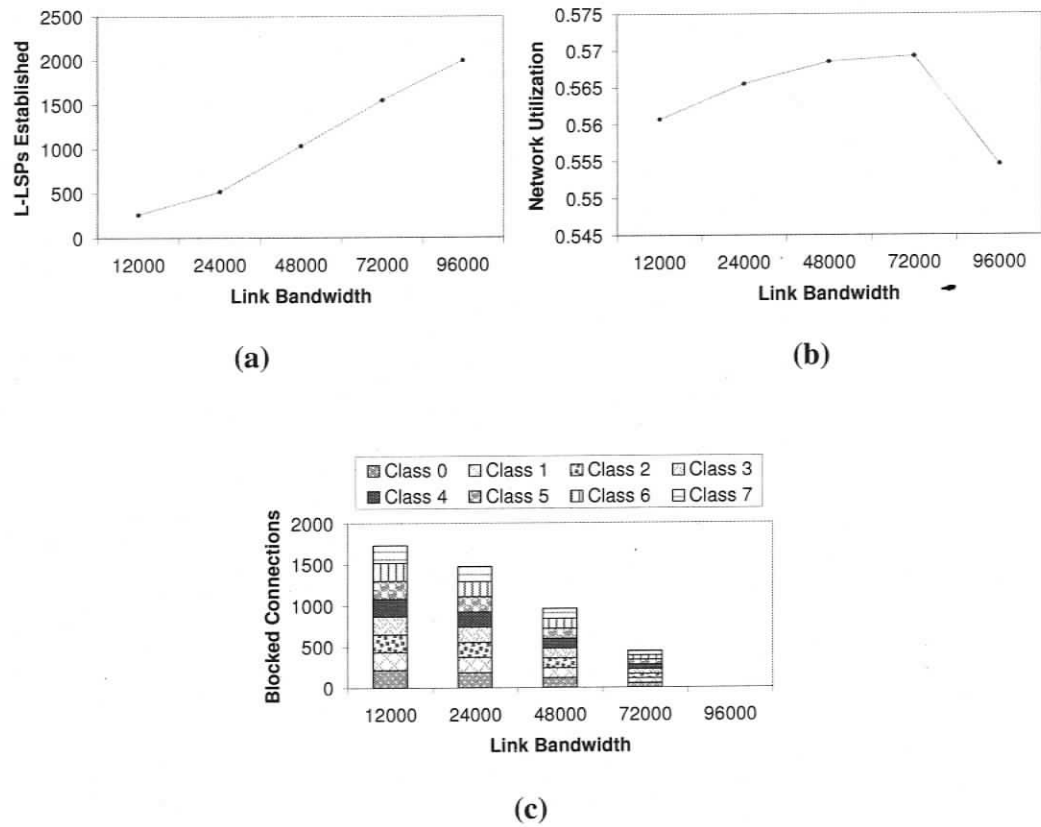 L-LSPs Established
2500
2000
1500
1000
500
0
12000 24000 48000 72000 96000
Link Bandwidth
(a)
Network Utilization
0.575
0.57
0.565
0.56
0.555
0.55
0.545
12000 24000 48000 72000 96000
Link Bandwidth
(b)
Class 0 Class 1 Class 2 Class 3
Class 4 Class 5 Class 6 Class 7
Blocked Connections
2000
1500
1000
500
0
12000 24000 48000 72000 96000
Link Bandwidth
(c)